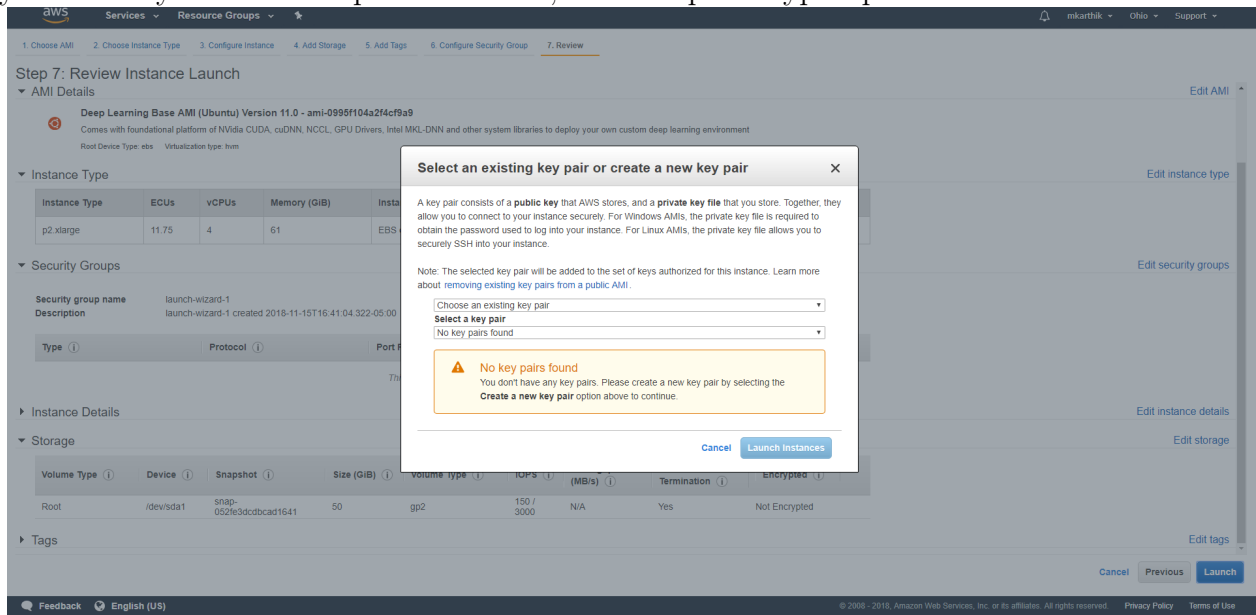 aws Services Resource Groups mkarthik Ohio Support
1. Choose AMI 2. Choose Instance Type 3. Configure Instance 4. Add Storage 5. Add Tags 6. Configure Security Group 7. Review
Step 7: Review Instance Launch
AMI Details Edit AMI
Deep Learning Base AMI (Ubuntu) Version 11.0 - ami-0995f104a2f4cf9a9
Comes with foundational platform of NVidia CUDA, cuDNN, NCCL, GPU Drivers, Intel MKL-DNN and other system libraries to deploy your own custom deep learning environment
Root Device Type: ebs Virtualization type: hvm
Select an existing key pair or create a new key pair
Instance Type Edit instance type
Instance Type ECUs vCPUs Memory (GiB) Insta
p2.xlarge 11.75 4 61 EBS
A key pair consists of a public key that AWS stores, and a private key file that you store. Together, they
allow you to connect to your instance securely. For Windows AMIs, the private key file is required to
obtain the password used to log into your instance. For Linux AMIs, the private key file allows you to
securely SSH into your instance.
Note: The selected key pair will be added to the set of keys authorized for this instance. Learn more
about removing existing key pairs from a public AMI.
Choose an existing key pair
Select a key pair
No key pairs found
No key pairs found
You don't have any key pairs. Please create a new key pair by selecting the
Create a new key pair option above to continue.
Cancel Launch Instances
Security Groups Edit security groups
Security group name launch-wizard-1
Description launch-wizard-1 created 2018-11-15T16:41:04.322-05:00
Type Protocol Port
Instance Details Edit instance details
Storage Edit storage
Volume Type Device Snapshot Size (GiB) Volume Type IOPS (MB/s) Termination Encrypted
Root /dev/sda1 snap-052fe3dcdbcad1641 50 gp2 150 / 3000 N/A Yes Not Encrypted
Tags Edit tags
Cancel Previous Launch
Feedback English (US) © 2008 - 2018, Amazon Web Services, Inc. or its affiliates. All rights reserved. Privacy Policy Terms of Use